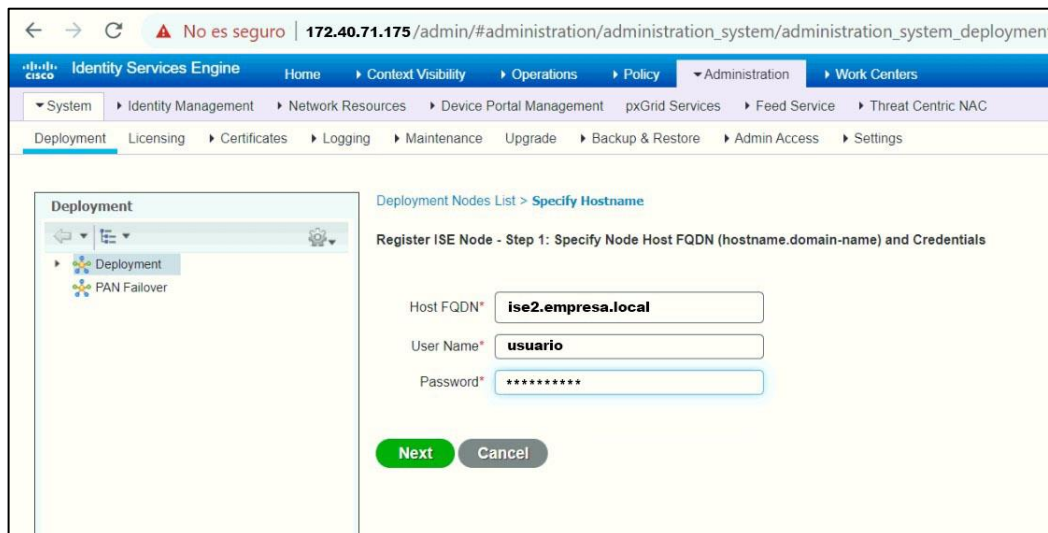 No es seguro | 172.40.71.175/admin/#administration/administration_system/administration_system_deployment
cisco Identity Services Engine Home Context Visibility Operations Policy Administration Work Centers
System Identity Management Network Resources Device Portal Management pxGrid Services Feed Service Threat Centric NAC
Deployment Licensing Certificates Logging Maintenance Upgrade Backup & Restore Admin Access Settings
Deployment
Deployment
PAN Failover
Deployment Nodes List > Specify Hostname
Register ISE Node - Step 1: Specify Node Host FQDN (hostname.domain-name) and Credentials
Host FQDN* ise2.empresa.local
User Name* usuario
Password* **********
Next Cancel